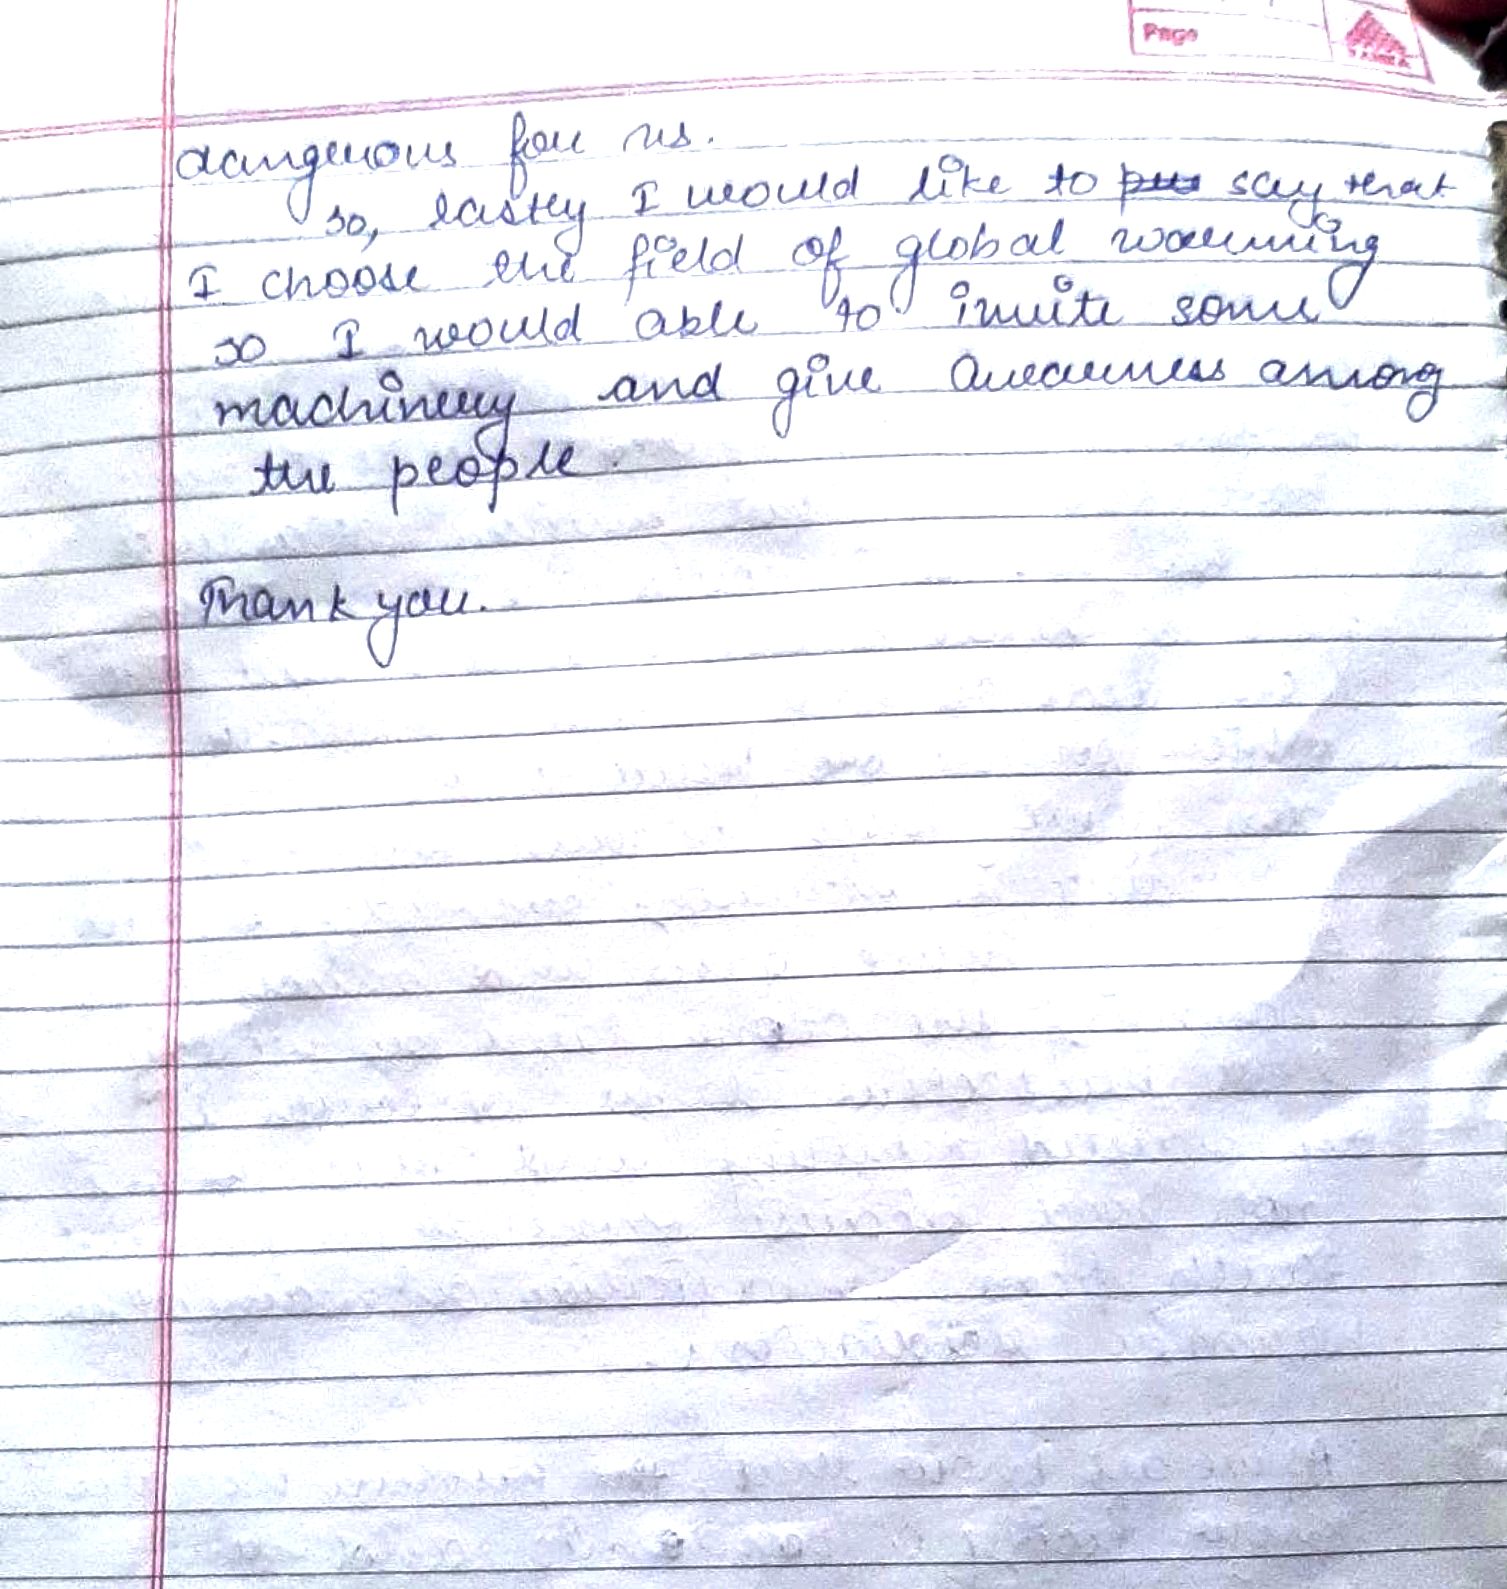 Page
dangerous for us.
so, lastly I would like to say that
I choose the field of global warming
so I would able to invite some
machinery and give awareness among
the people.
Thank you.